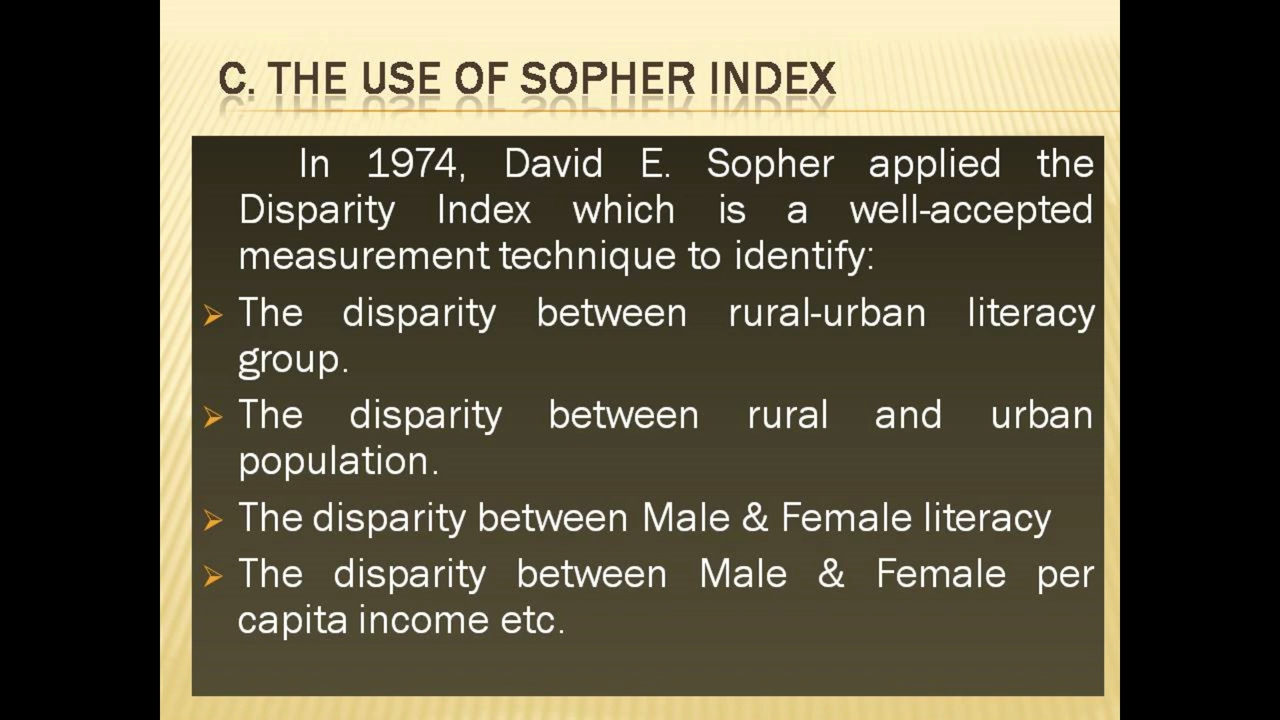 C. THE USE OF SOPHER INDEX
In 1974, David E. Sopher applied the
Disparity Index which is a well-accepted
measurement technique to identify:
The disparity between rural-urban literacy
group.
The disparity between rural and urban
population.
The disparity between Male & Female literacy
The disparity between Male & Female per
capita income etc.